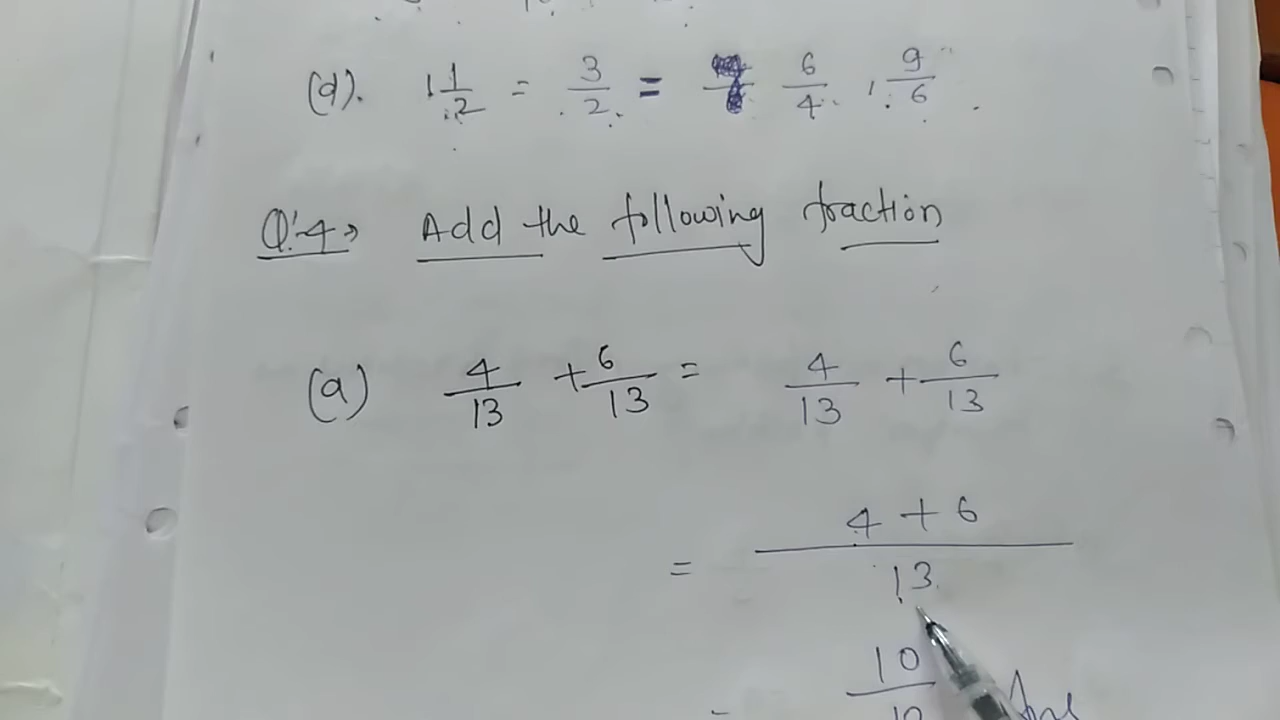 (d). 1 1/2 = 3/2 = 6/4, 9/6
Q.4→ Add the following fraction
(a) 4/13 + 6/13 = 4/13 + 6/13
= 4 + 6 / 13
10